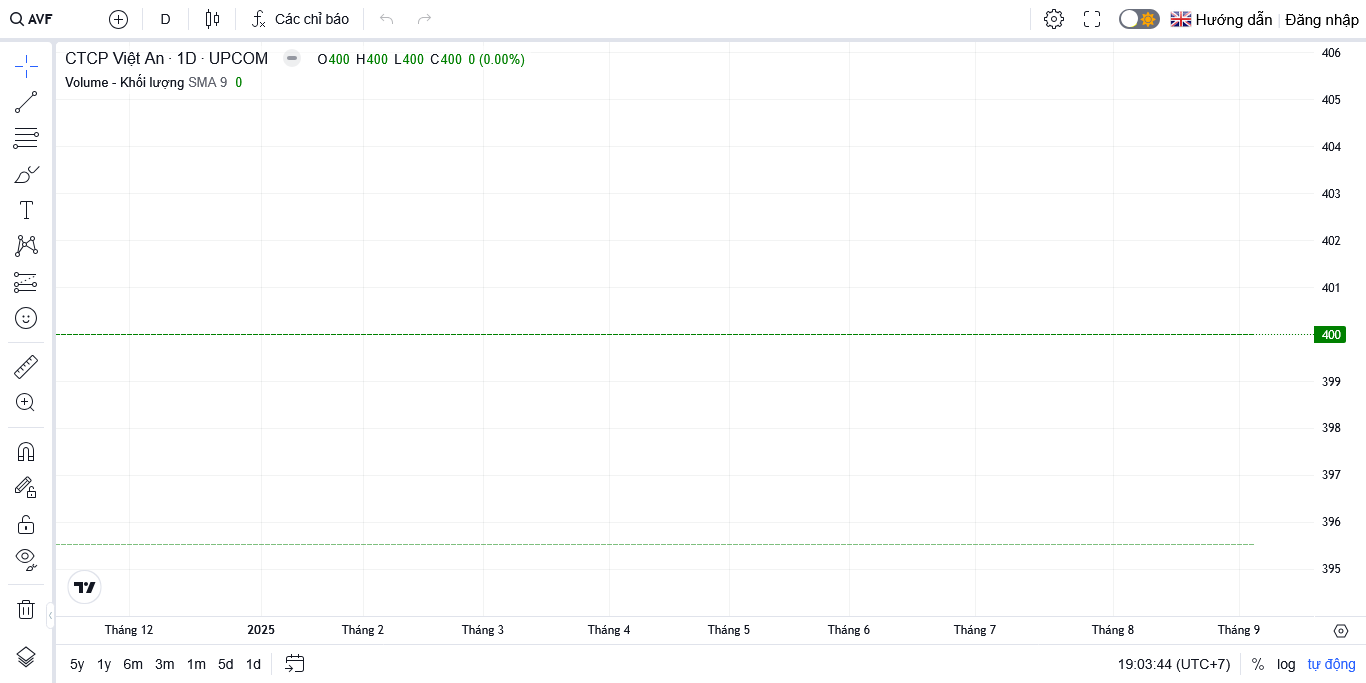 AVF D Các chỉ báo Hướng dẫn Đăng nhập
CTCP Việt An · 1D · UPCOM O400 H400 L400 C400 0 (0.00%)
Volume - Khối lượng SMA 9 0
406
405
404
403
402
401
400
399
398
397
396
395
Tháng 12 2025 Tháng 2 Tháng 3 Tháng 4 Tháng 5 Tháng 6 Tháng 7 Tháng 8 Tháng 9
5y 1y 6m 3m 1m 5d 1d 19:03:44 (UTC+7) % log tự động